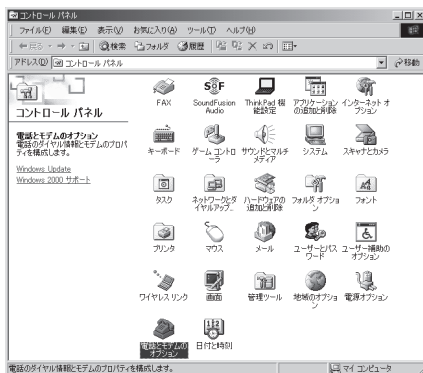 コントロール パネル
ファイル(F) 編集(E) 表示(V) お気に入り(A) ツール(T) ヘルプ(H)
戻る 検索 フォルダ 履歴
アドレス(D) コントロール パネル 移動
コントロール パネル
電話とモデムのオプション
電話のダイヤル情報とモデムのプロパティを構成します。
Windows Update
Windows 2000 サポート
FAX
SoundFusion Audio
ThinkPad 機能設定
アプリケーションの追加と削除
インターネット オプション
キーボード
ゲーム コントローラ
サウンドとマルチメディア
システム
スキャナとカメラ
タスク
ネットワークとダイヤルアップ...
ハードウェアの追加と削除
フォルダ オプション
フォント
プリンタ
マウス
メール
ユーザーとパスワード
ユーザー補助のオプション
ワイヤレス リンク
画面
管理ツール
地域のオプション
電源オプション
電話とモデムのオプション
日付と時刻
電話のダイヤル情報とモデムのプロパティを構成します。 マイ コンピュータ